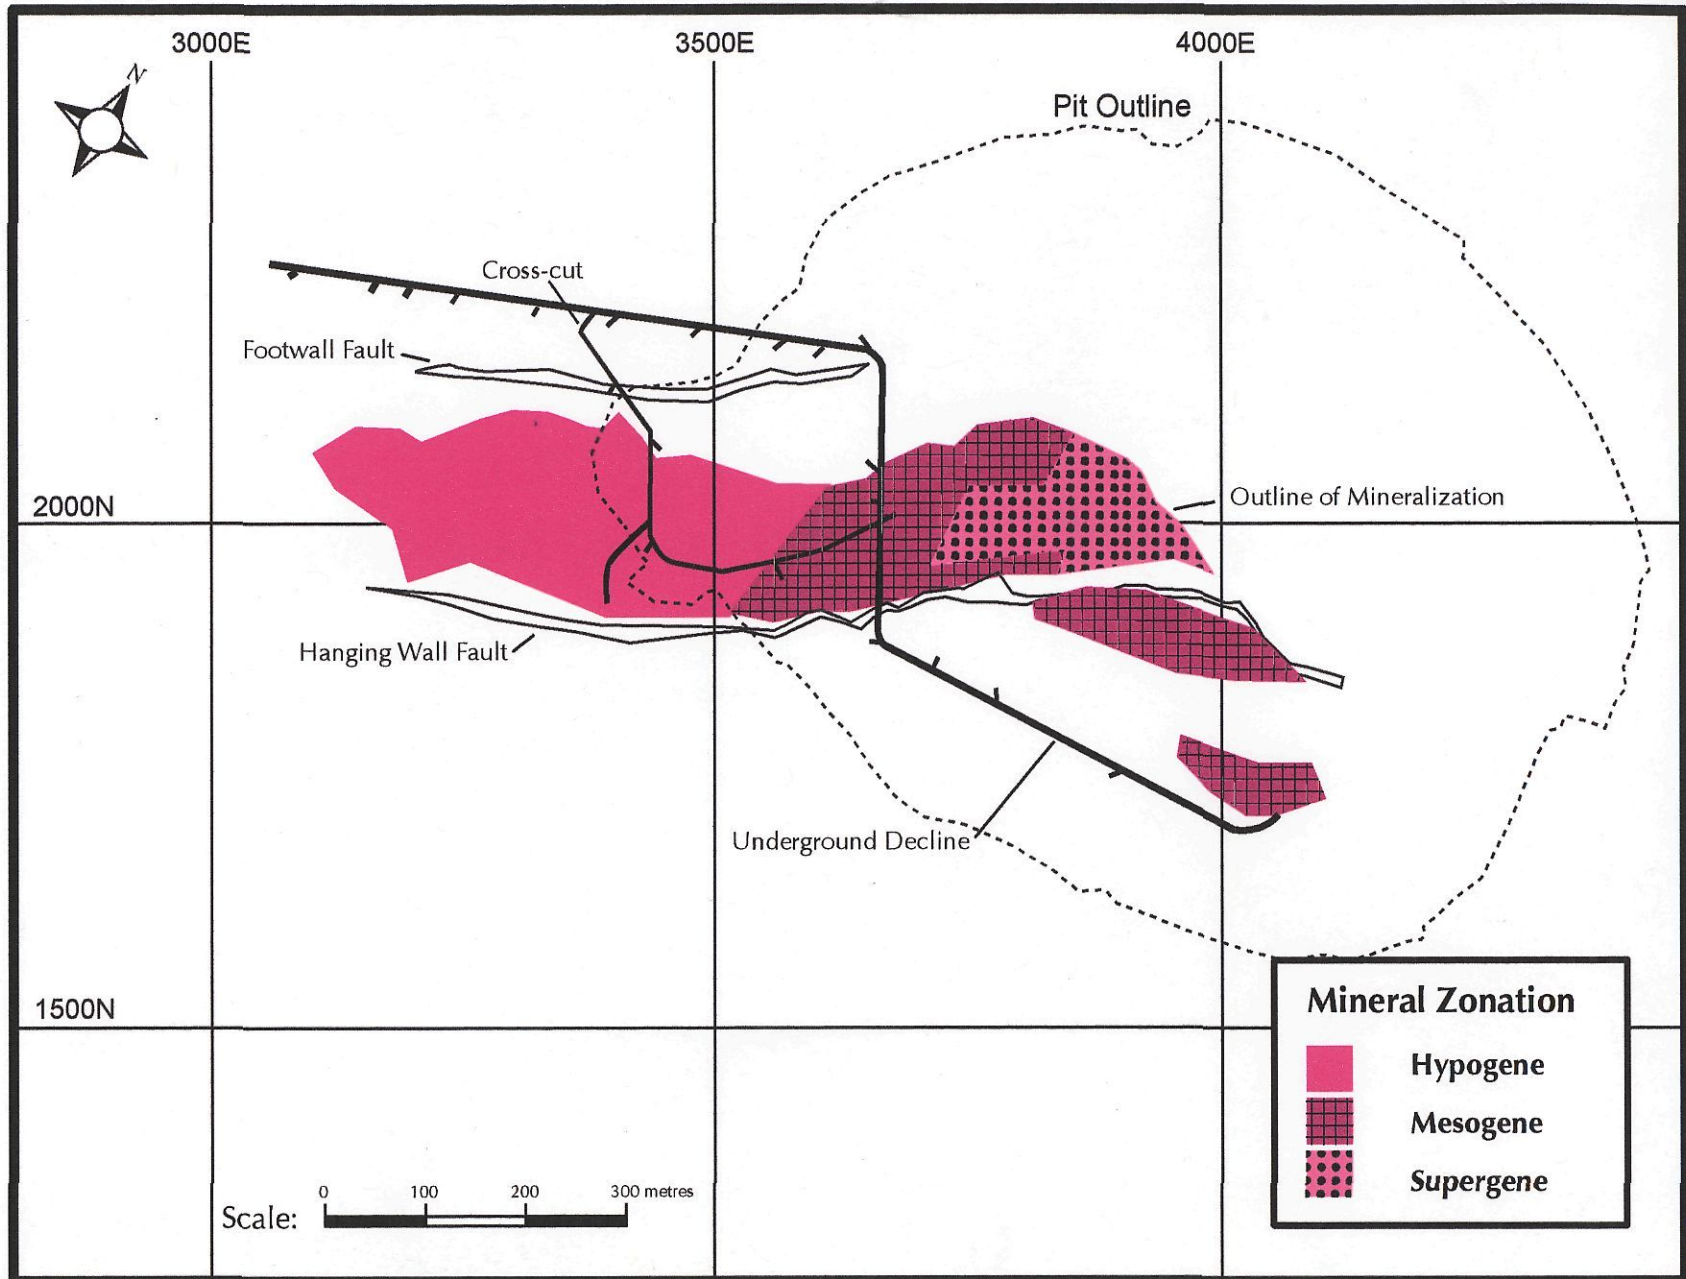 3000E 3500E 4000E
N
Pit Outline
Cross-cut
Footwall Fault
2000N
Outline of Mineralization
Hanging Wall Fault
Underground Decline
1500N
Mineral Zonation
Hypogene
Mesogene
Supergene
0 100 200 300 metres
Scale: